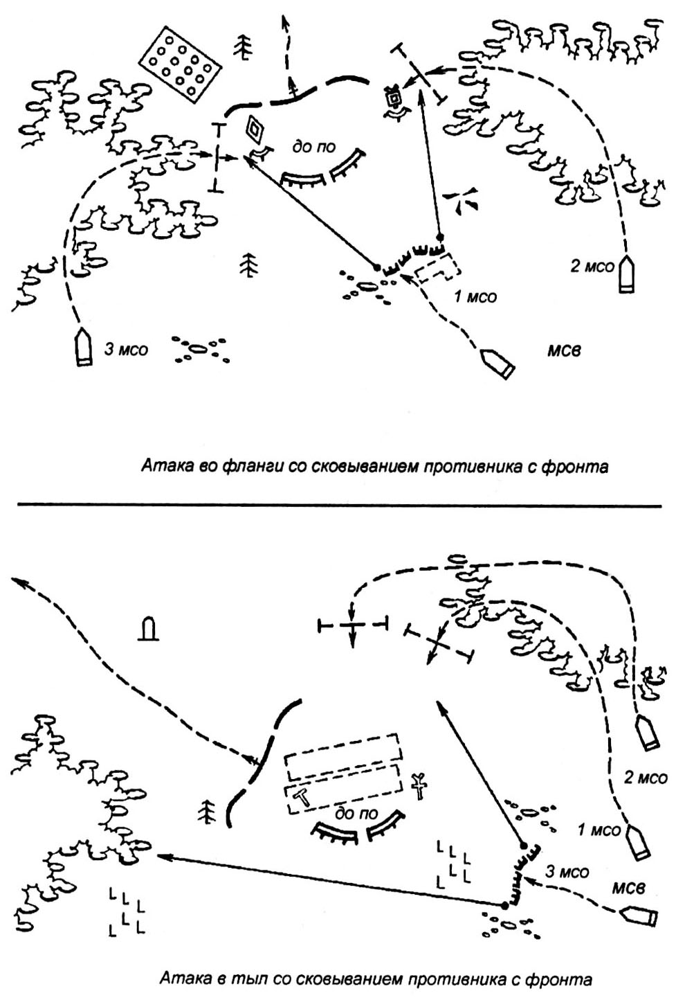 до по
2 мсо
1 мсо
3 мсо
мсв
Атака во фланги со сковыванием противника с фронта
2 мсо
до по
1 мсо
3 мсо
мсв
Атака в тыл со сковыванием противника с фронта